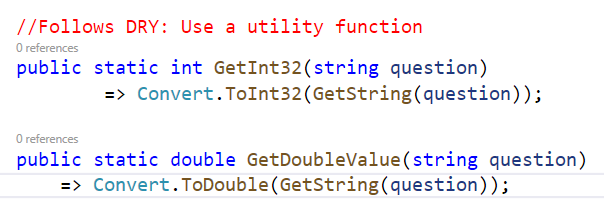 //Follows DRY: Use a utility function
0 references
public static int GetInt32(string question)
=> Convert.ToInt32(GetString(question));
0 references
public static double GetDoubleValue(string question)
=> Convert.ToDouble(GetString(question));